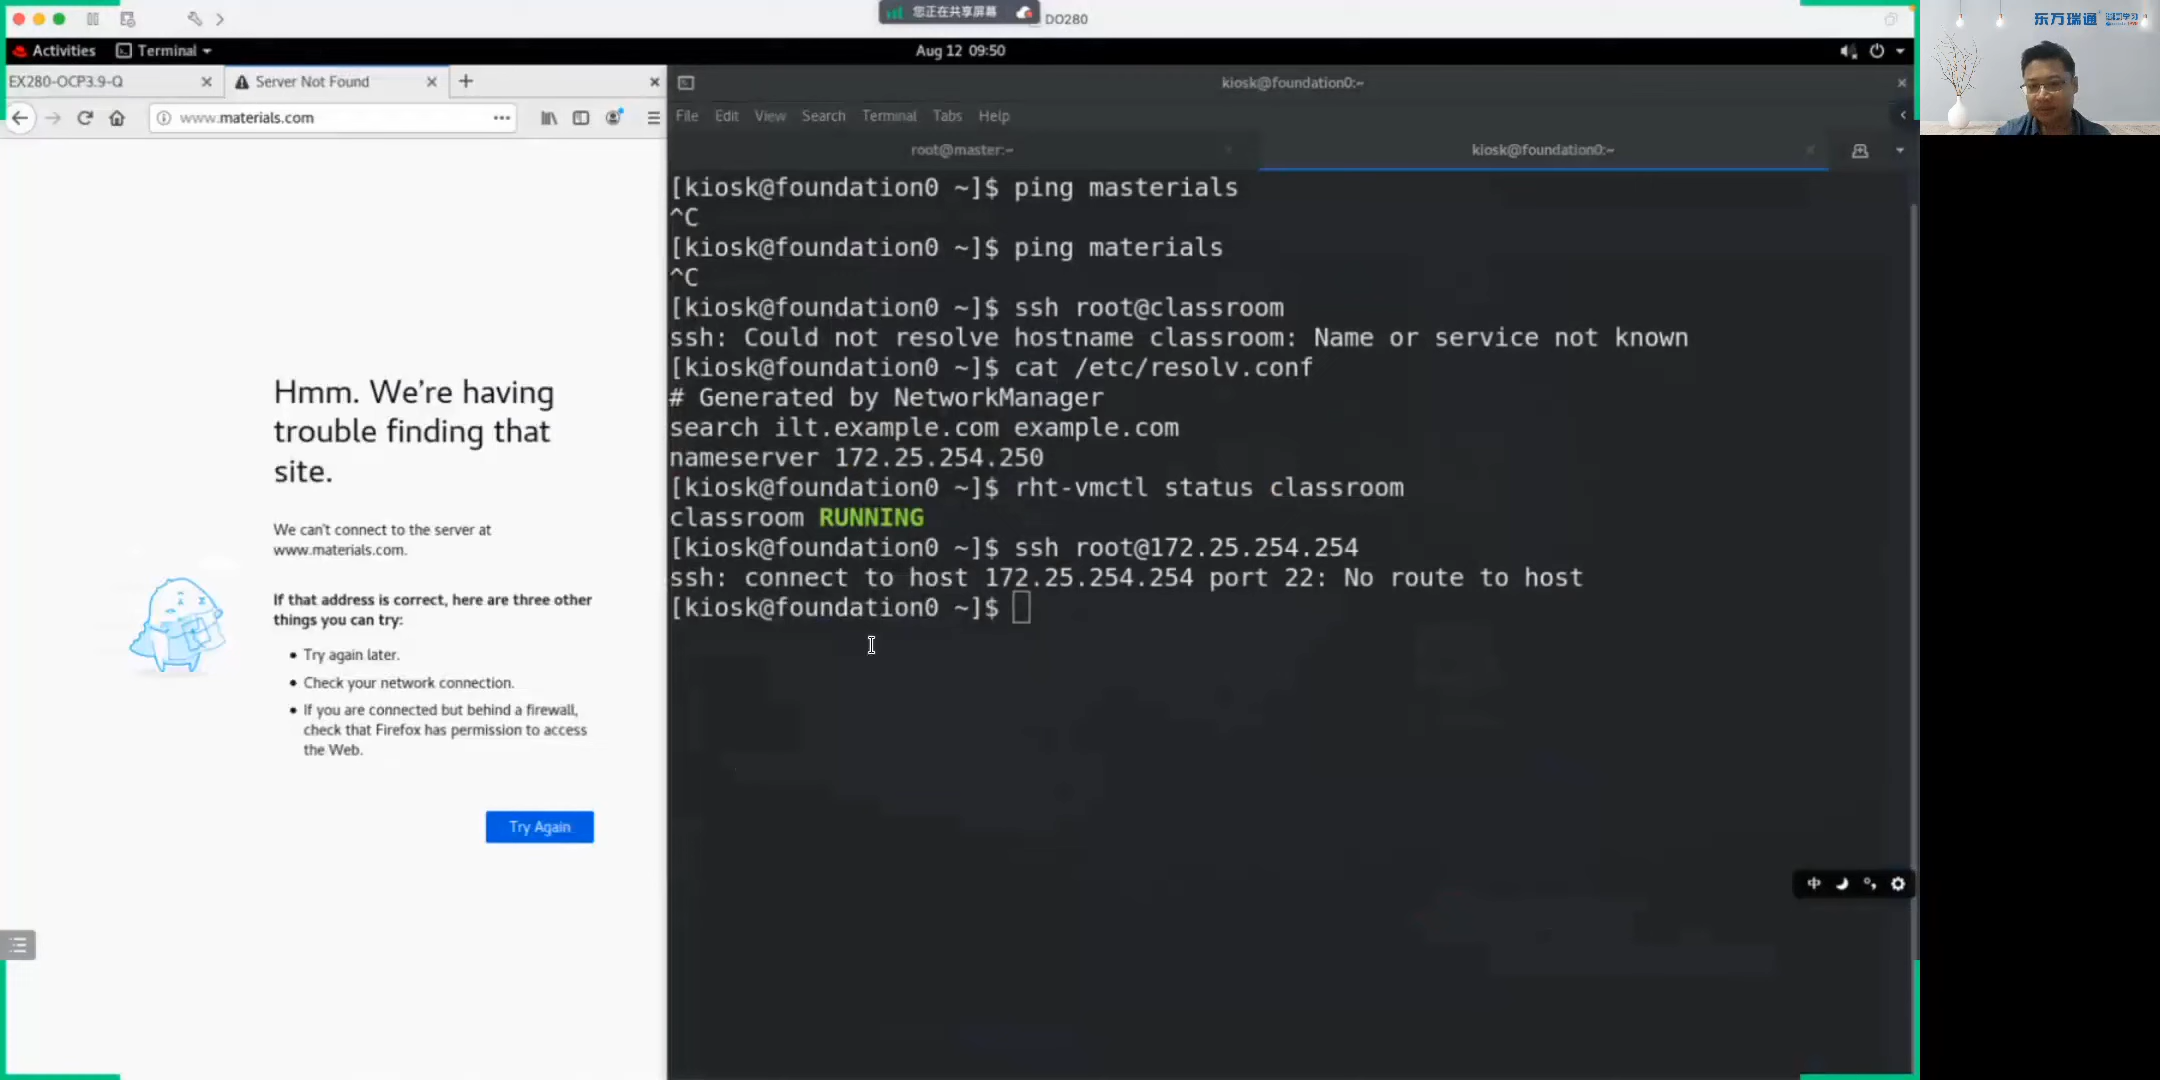 您正在共享屏幕
DO280
Activities
Terminal
Aug 12 09:50
EX280-OCP3.9-Q
Server Not Found
kiosk@foundation0:~
www.materials.com
File Edit View Search Terminal Tabs Help
root@master:~
kiosk@foundation0:~
[kiosk@foundation0 ~]$ ping masterials
^C
[kiosk@foundation0 ~]$ ping materials
^C
[kiosk@foundation0 ~]$ ssh root@classroom
ssh: Could not resolve hostname classroom: Name or service not known
[kiosk@foundation0 ~]$ cat /etc/resolv.conf
# Generated by NetworkManager
search ilt.example.com example.com
nameserver 172.25.254.250
[kiosk@foundation0 ~]$ rht-vmctl status classroom
classroom RUNNING
[kiosk@foundation0 ~]$ ssh root@172.25.254.254
ssh: connect to host 172.25.254.254 port 22: No route to host
[kiosk@foundation0 ~]$
Hmm. We're having
trouble finding that
site.
We can't connect to the server at
www.materials.com.
If that address is correct, here are three other
things you can try:
Try again later.
Check your network connection.
If you are connected but behind a firewall,
check that Firefox has permission to access
the Web.
Try Again
中
东方瑞通